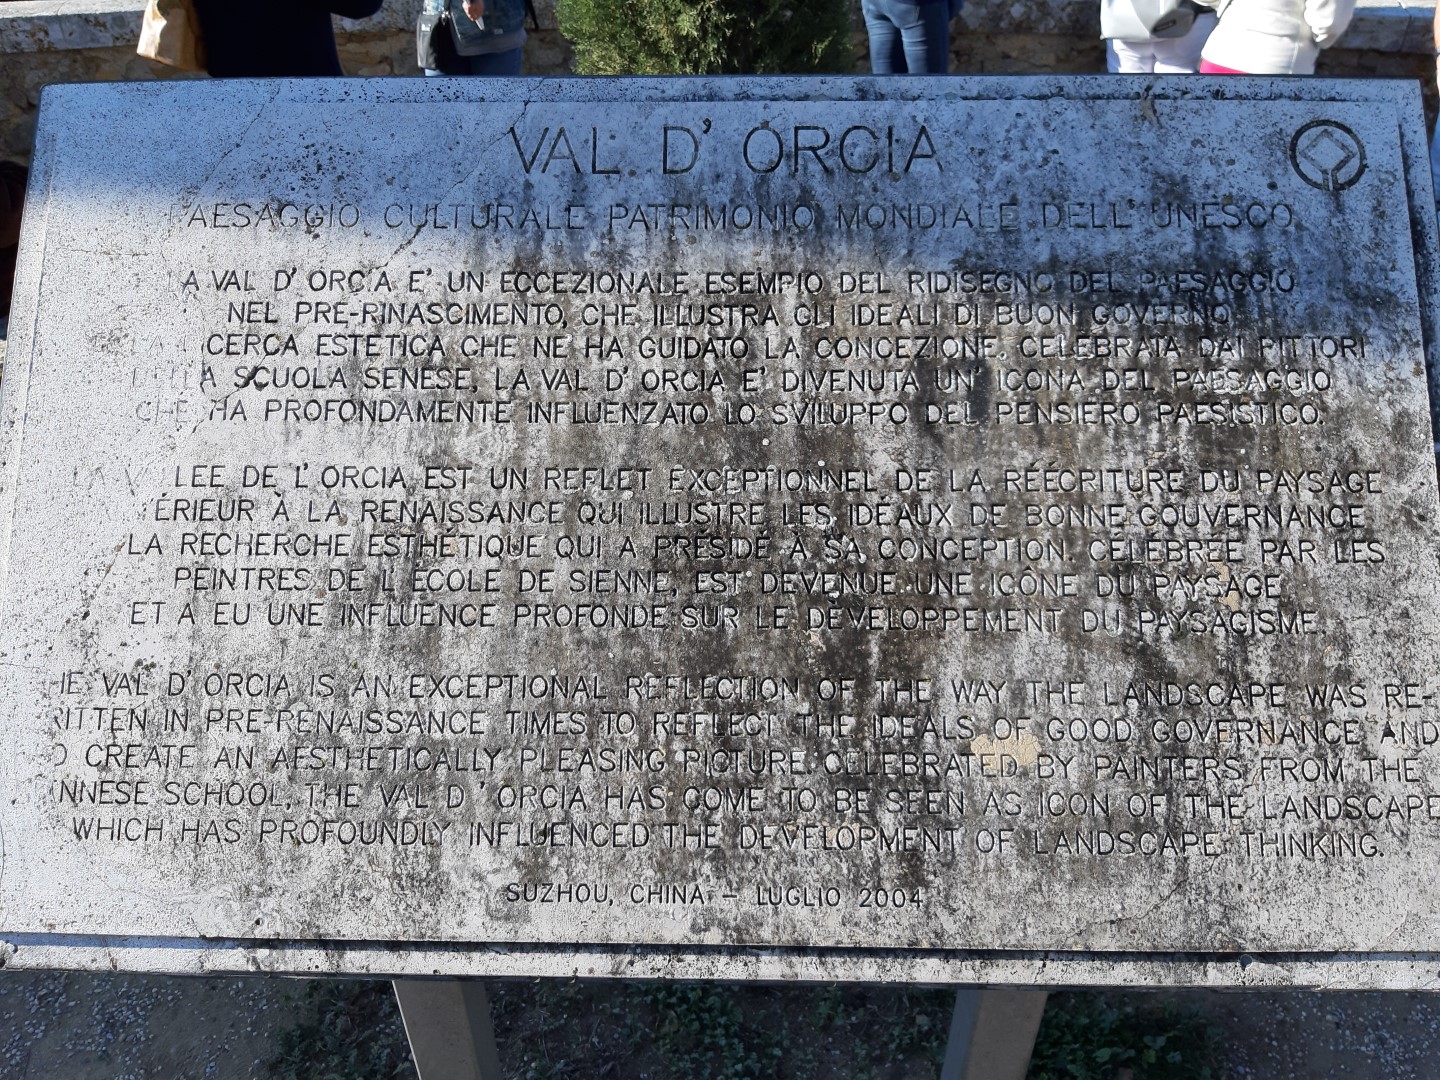 VAL D' ORCIA
PAESAGGIO CULTURALE PATRIMONIO MONDIALE DELL' UNESCO
LA VAL D' ORCIA E' UN ECCEZIONALE ESEMPIO DEL RIDISEGNO DEL PAESAGGIO
NEL PRE-RINASCIMENTO, CHE ILLUSTRA GLI IDEALI DI BUON GOVERNO
CERCA ESTETICA CHE NE HA GUIDATO LA CONCEZIONE. CELEBRATA DAI PITTORI
DELLA SCUOLA SENESE, LA VAL D' ORCIA E' DIVENUTA UN' ICONA DEL PAESAGGIO
CHE HA PROFONDAMENTE INFLUENZATO LO SVILUPPO DEL PENSIERO PAESISTICO.
LA VALLEE DE L'ORCIA EST UN REFLET EXCEPTIONNEL DE LA RÉÉCRITURE DU PAYSAGE
ÉRIEUR À LA RENAISSANCE QUI ILLUSTRE LES IDÉAUX DE BONNE GOUVERNANCE
LA RECHERCHE ESTHÉTIQUE QUI A PRÉSIDÉ À SA CONCEPTION. CÉLÉBRÉE PAR LES
PEINTRES DE L'ÉCOLE DE SIENNE, EST DEVENUE UNE ICÔNE DU PAYSAGE
ET A EU UNE INFLUENCE PROFONDE SUR LE DÉVELOPPEMENT DU PAYSAGISME.
HE VAL D' ORCIA IS AN EXCEPTIONAL REFLECTION OF THE WAY THE LANDSCAPE WAS RE-
RITTEN IN PRE-RENAISSANCE TIMES TO REFLECT THE IDEALS OF GOOD GOVERNANCE AND
O CREATE AN AESTHETICALLY PLEASING PICTURE. CELEBRATED BY PAINTERS FROM THE
NNESE SCHOOL, THE VAL D ' ORCIA HAS COME TO BE SEEN AS ICON OF THE LANDSCAPE
WHICH HAS PROFOUNDLY INFLUENCED THE DEVELOPMENT OF LANDSCAPE THINKING.
SUZHOU, CHINA - LUGLIO 2004